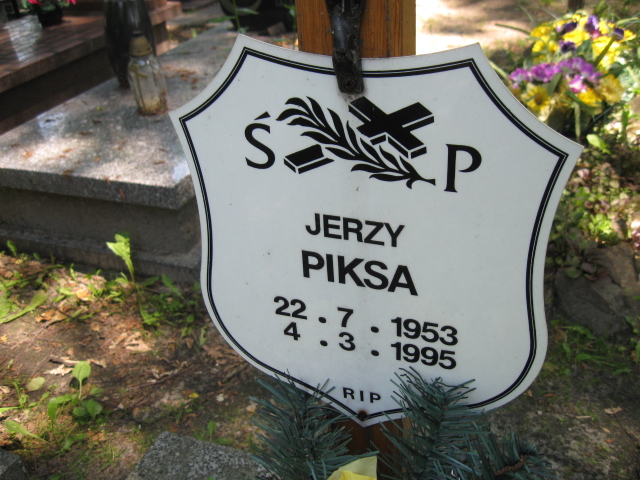 Ś P
JERZY
PIKSA
22 . 7 . 1953
4 . 3 . 1995
RIP